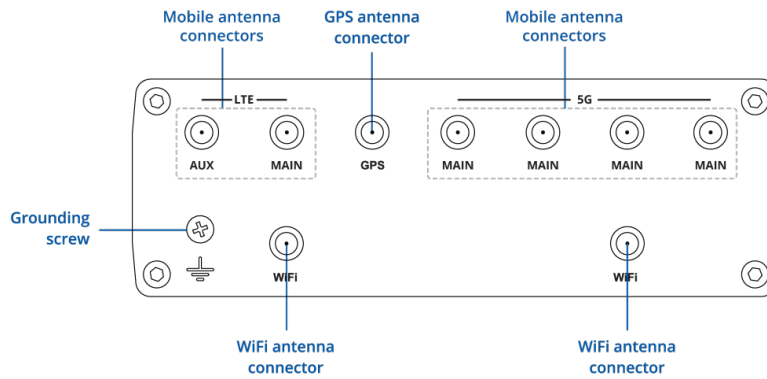 Mobile antenna
connectors
GPS antenna
connector
Mobile antenna
connectors
LTE
5G
AUX
MAIN
GPS
MAIN
MAIN
MAIN
MAIN
Grounding
screw
WiFi
WiFi
WiFi antenna
connector
WiFi antenna
connector